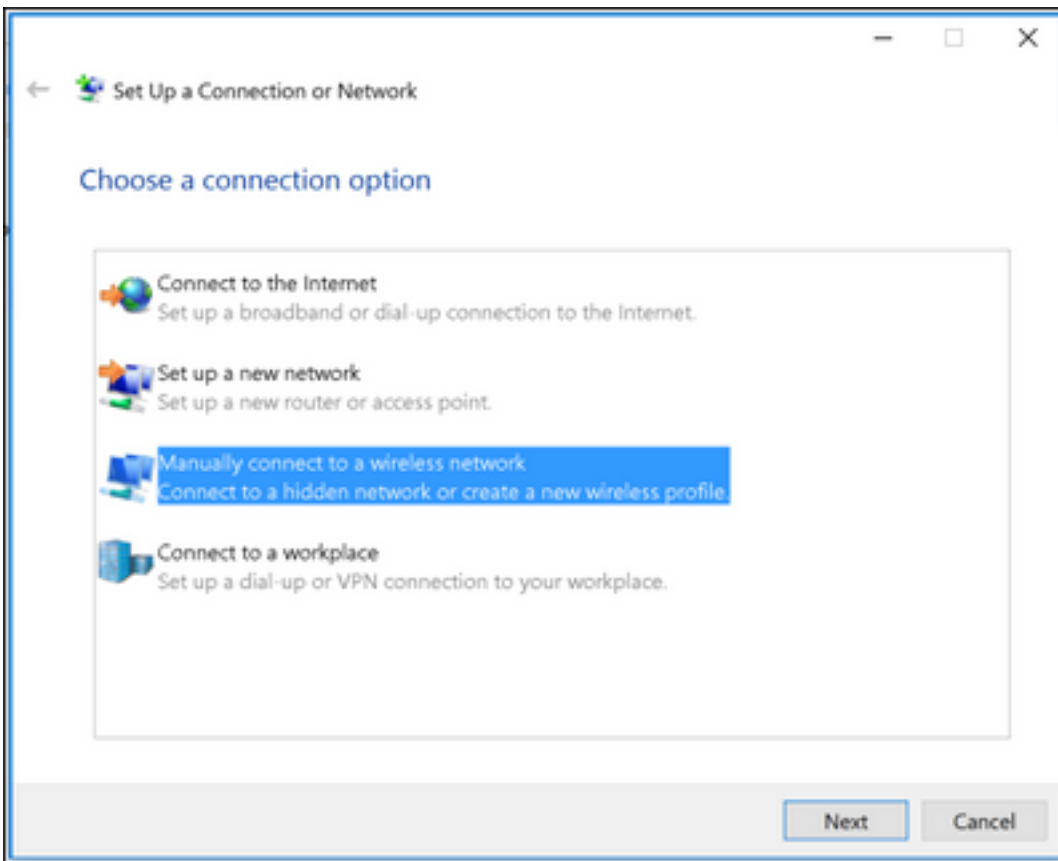 Set Up a Connection or Network
Choose a connection option
Connect to the Internet
Set up a broadband or dial-up connection to the Internet.
Set up a new network
Set up a new router or access point.
Manually connect to a wireless network
Connect to a hidden network or create a new wireless profile.
Connect to a workplace
Set up a dial-up or VPN connection to your workplace.
Next
Cancel